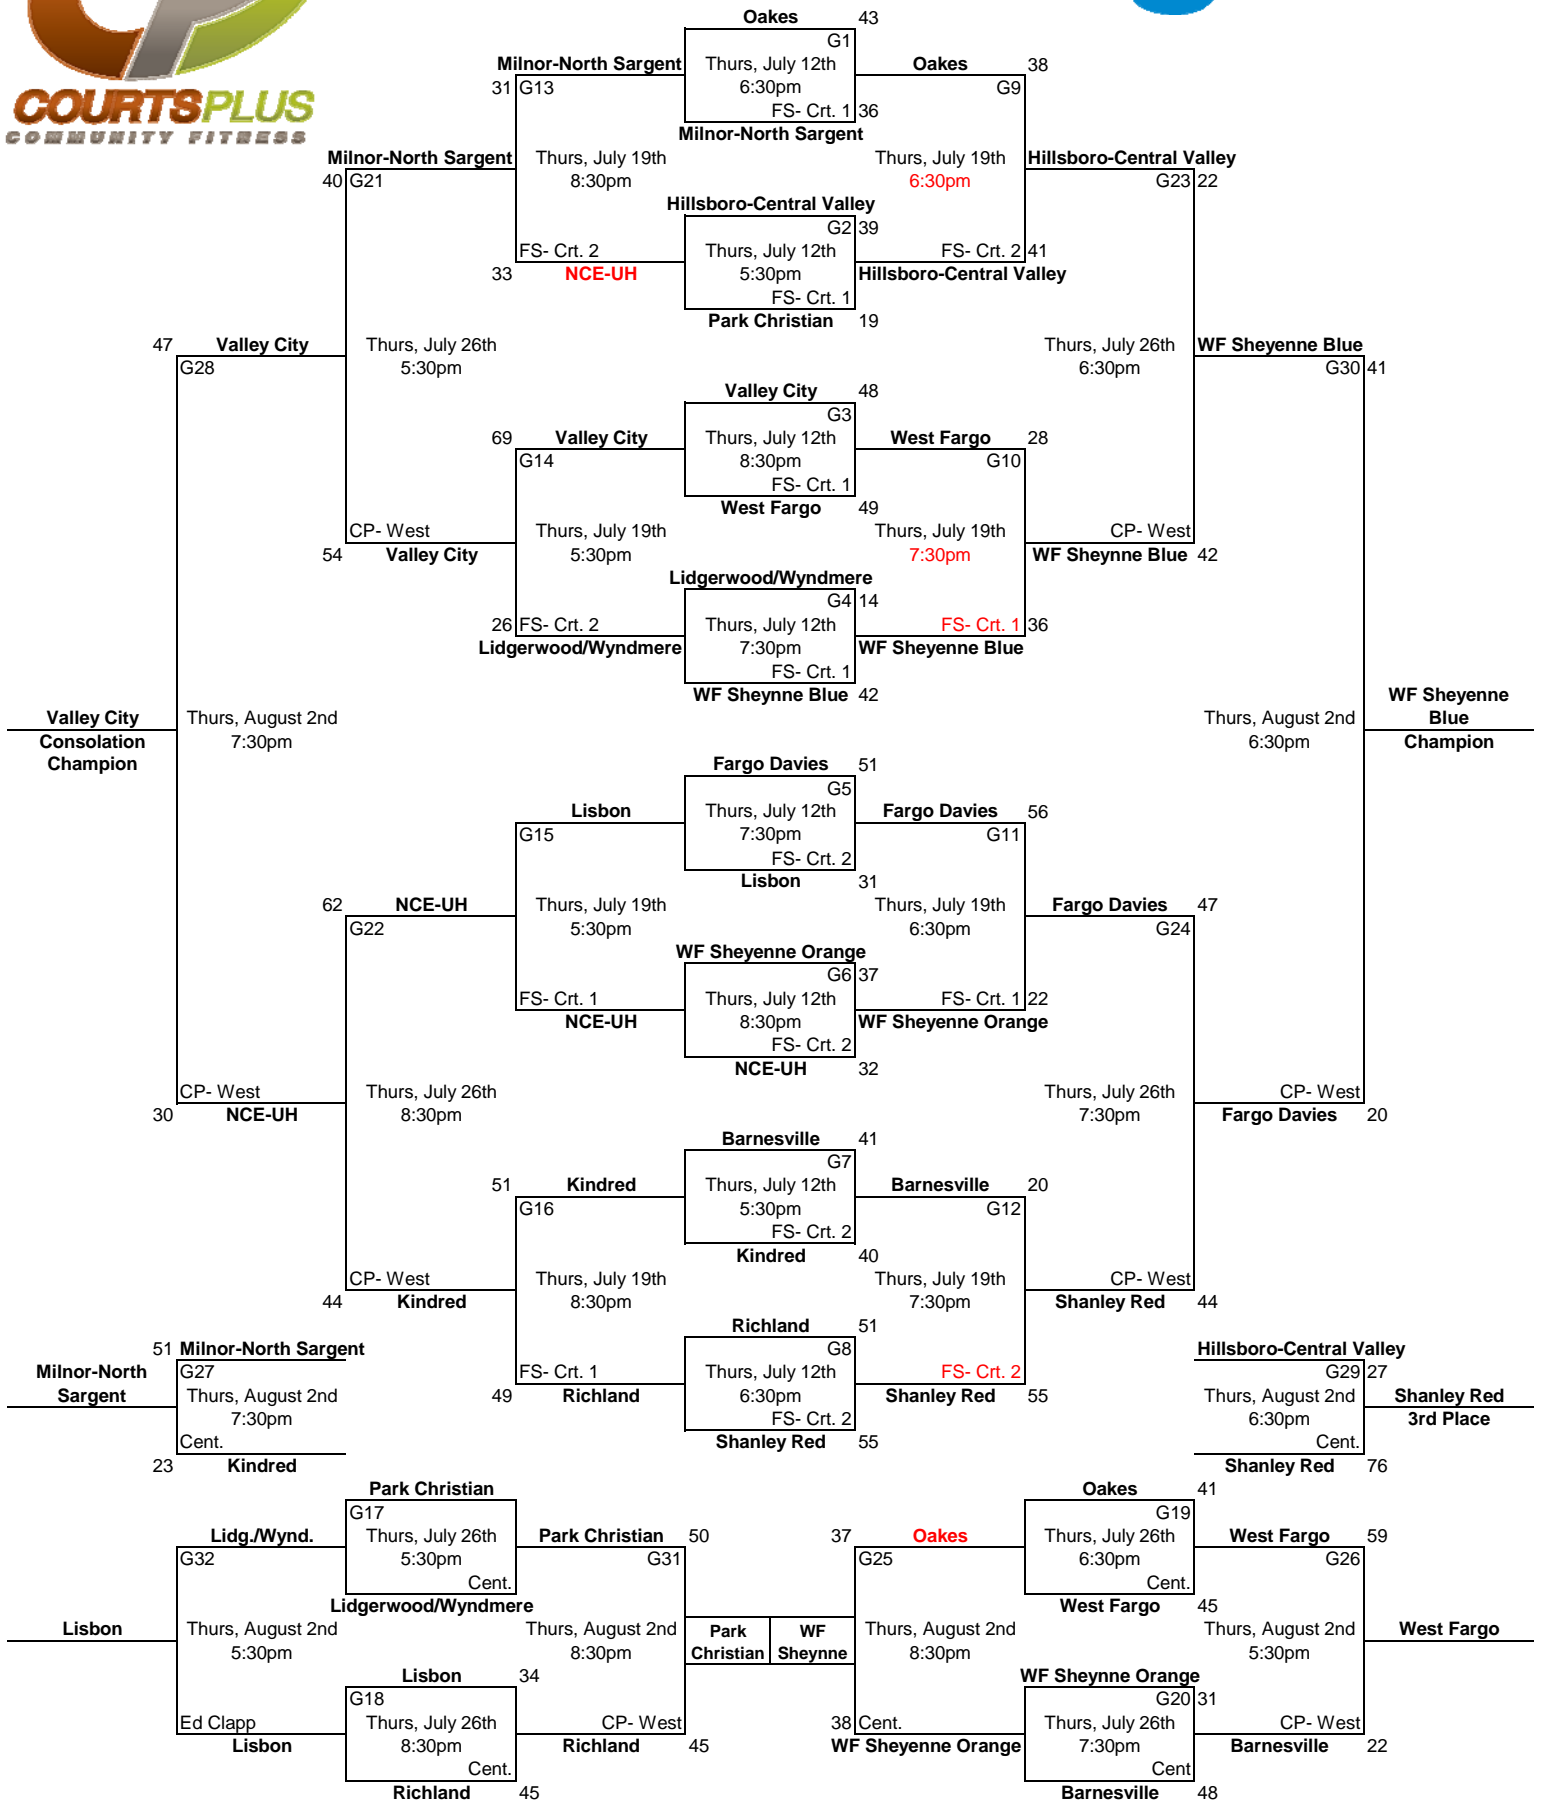 COURTSPLUS
COMMUNITY FITNESS
Oakes 43
G1
Milnor-North Sargent Thurs, July 12th Oakes 38
31 G13 6:30pm G9
FS- Crt. 1 36
Milnor-North Sargent
Milnor-North Sargent Thurs, July 19th Thurs, July 19th Hillsboro-Central Valley
40 G21 8:30pm 6:30pm G23 22
Hillsboro-Central Valley
G2 39
FS- Crt. 2 Thurs, July 12th FS- Crt. 2 41
33 NCE-UH 5:30pm Hillsboro-Central Valley
FS- Crt. 1
Park Christian 19
47 Valley City Thurs, July 26th Thurs, July 26th WF Sheyenne Blue
G28 5:30pm 6:30pm G30 41
Valley City 48
G3
69 Valley City Thurs, July 12th West Fargo 28
G14 8:30pm G10
FS- Crt. 1
West Fargo 49
CP- West Thurs, July 19th Thurs, July 19th CP- West
54 Valley City 5:30pm 7:30pm WF Sheynne Blue 42
Lidgerwood/Wyndmere
G4 14
26 FS- Crt. 2 Thurs, July 12th FS- Crt. 1 36
Lidgerwood/Wyndmere 7:30pm WF Sheyenne Blue
FS- Crt. 1
WF Sheynne Blue 42
WF Sheyenne
Valley City Thurs, August 2nd Thurs, August 2nd Blue
Consolation 7:30pm 6:30pm Champion
Champion
Fargo Davies 51
G5
Lisbon Thurs, July 12th Fargo Davies 56
G15 7:30pm G11
FS- Crt. 2
Lisbon 31
62 NCE-UH Thurs, July 19th Thurs, July 19th Fargo Davies 47
G22 5:30pm 6:30pm G24
WF Sheyenne Orange
G6 37
FS- Crt. 1 Thurs, July 12th FS- Crt. 1 22
NCE-UH 8:30pm WF Sheyenne Orange
FS- Crt. 2
NCE-UH 32
CP- West Thurs, July 26th Thurs, July 26th CP- West
30 NCE-UH 8:30pm 7:30pm Fargo Davies 20
Barnesville 41
G7
51 Kindred Thurs, July 12th Barnesville 20
G16 5:30pm G12
FS- Crt. 2
Kindred 40
CP- West Thurs, July 19th Thurs, July 19th CP- West
44 Kindred 8:30pm 7:30pm Shanley Red 44
Richland 51
51 Milnor-North Sargent G8 Hillsboro-Central Valley
Milnor-North G27 FS- Crt. 1 Thurs, July 12th FS- Crt. 2 G29 27
Sargent Thurs, August 2nd 49 Richland 6:30pm Shanley Red 55 Thurs, August 2nd Shanley Red
7:30pm FS- Crt. 2 6:30pm 3rd Place
Cent. Shanley Red 55 Cent.
23 Kindred Shanley Red 76
Park Christian Oakes 41
G17 G19
Lidg./Wynd. Thurs, July 26th Park Christian 50 37 Oakes Thurs, July 26th West Fargo 59
G32 5:30pm G31 G25 6:30pm G26
Cent. Cent.
Lidgerwood/Wyndmere West Fargo 45
Lisbon Thurs, August 2nd Thurs, August 2nd Park WF Thurs, August 2nd Thurs, August 2nd West Fargo
5:30pm 8:30pm Christian Sheynne 8:30pm 5:30pm
Lisbon 34 WF Sheynne Orange
G18 G20 31
Ed Clapp Thurs, July 26th CP- West 38 Cent. Thurs, July 26th CP- West
Lisbon 8:30pm Richland 45 WF Sheyenne Orange 7:30pm Barnesville 22
Cent. Cent
Richland 45 Barnesville 48